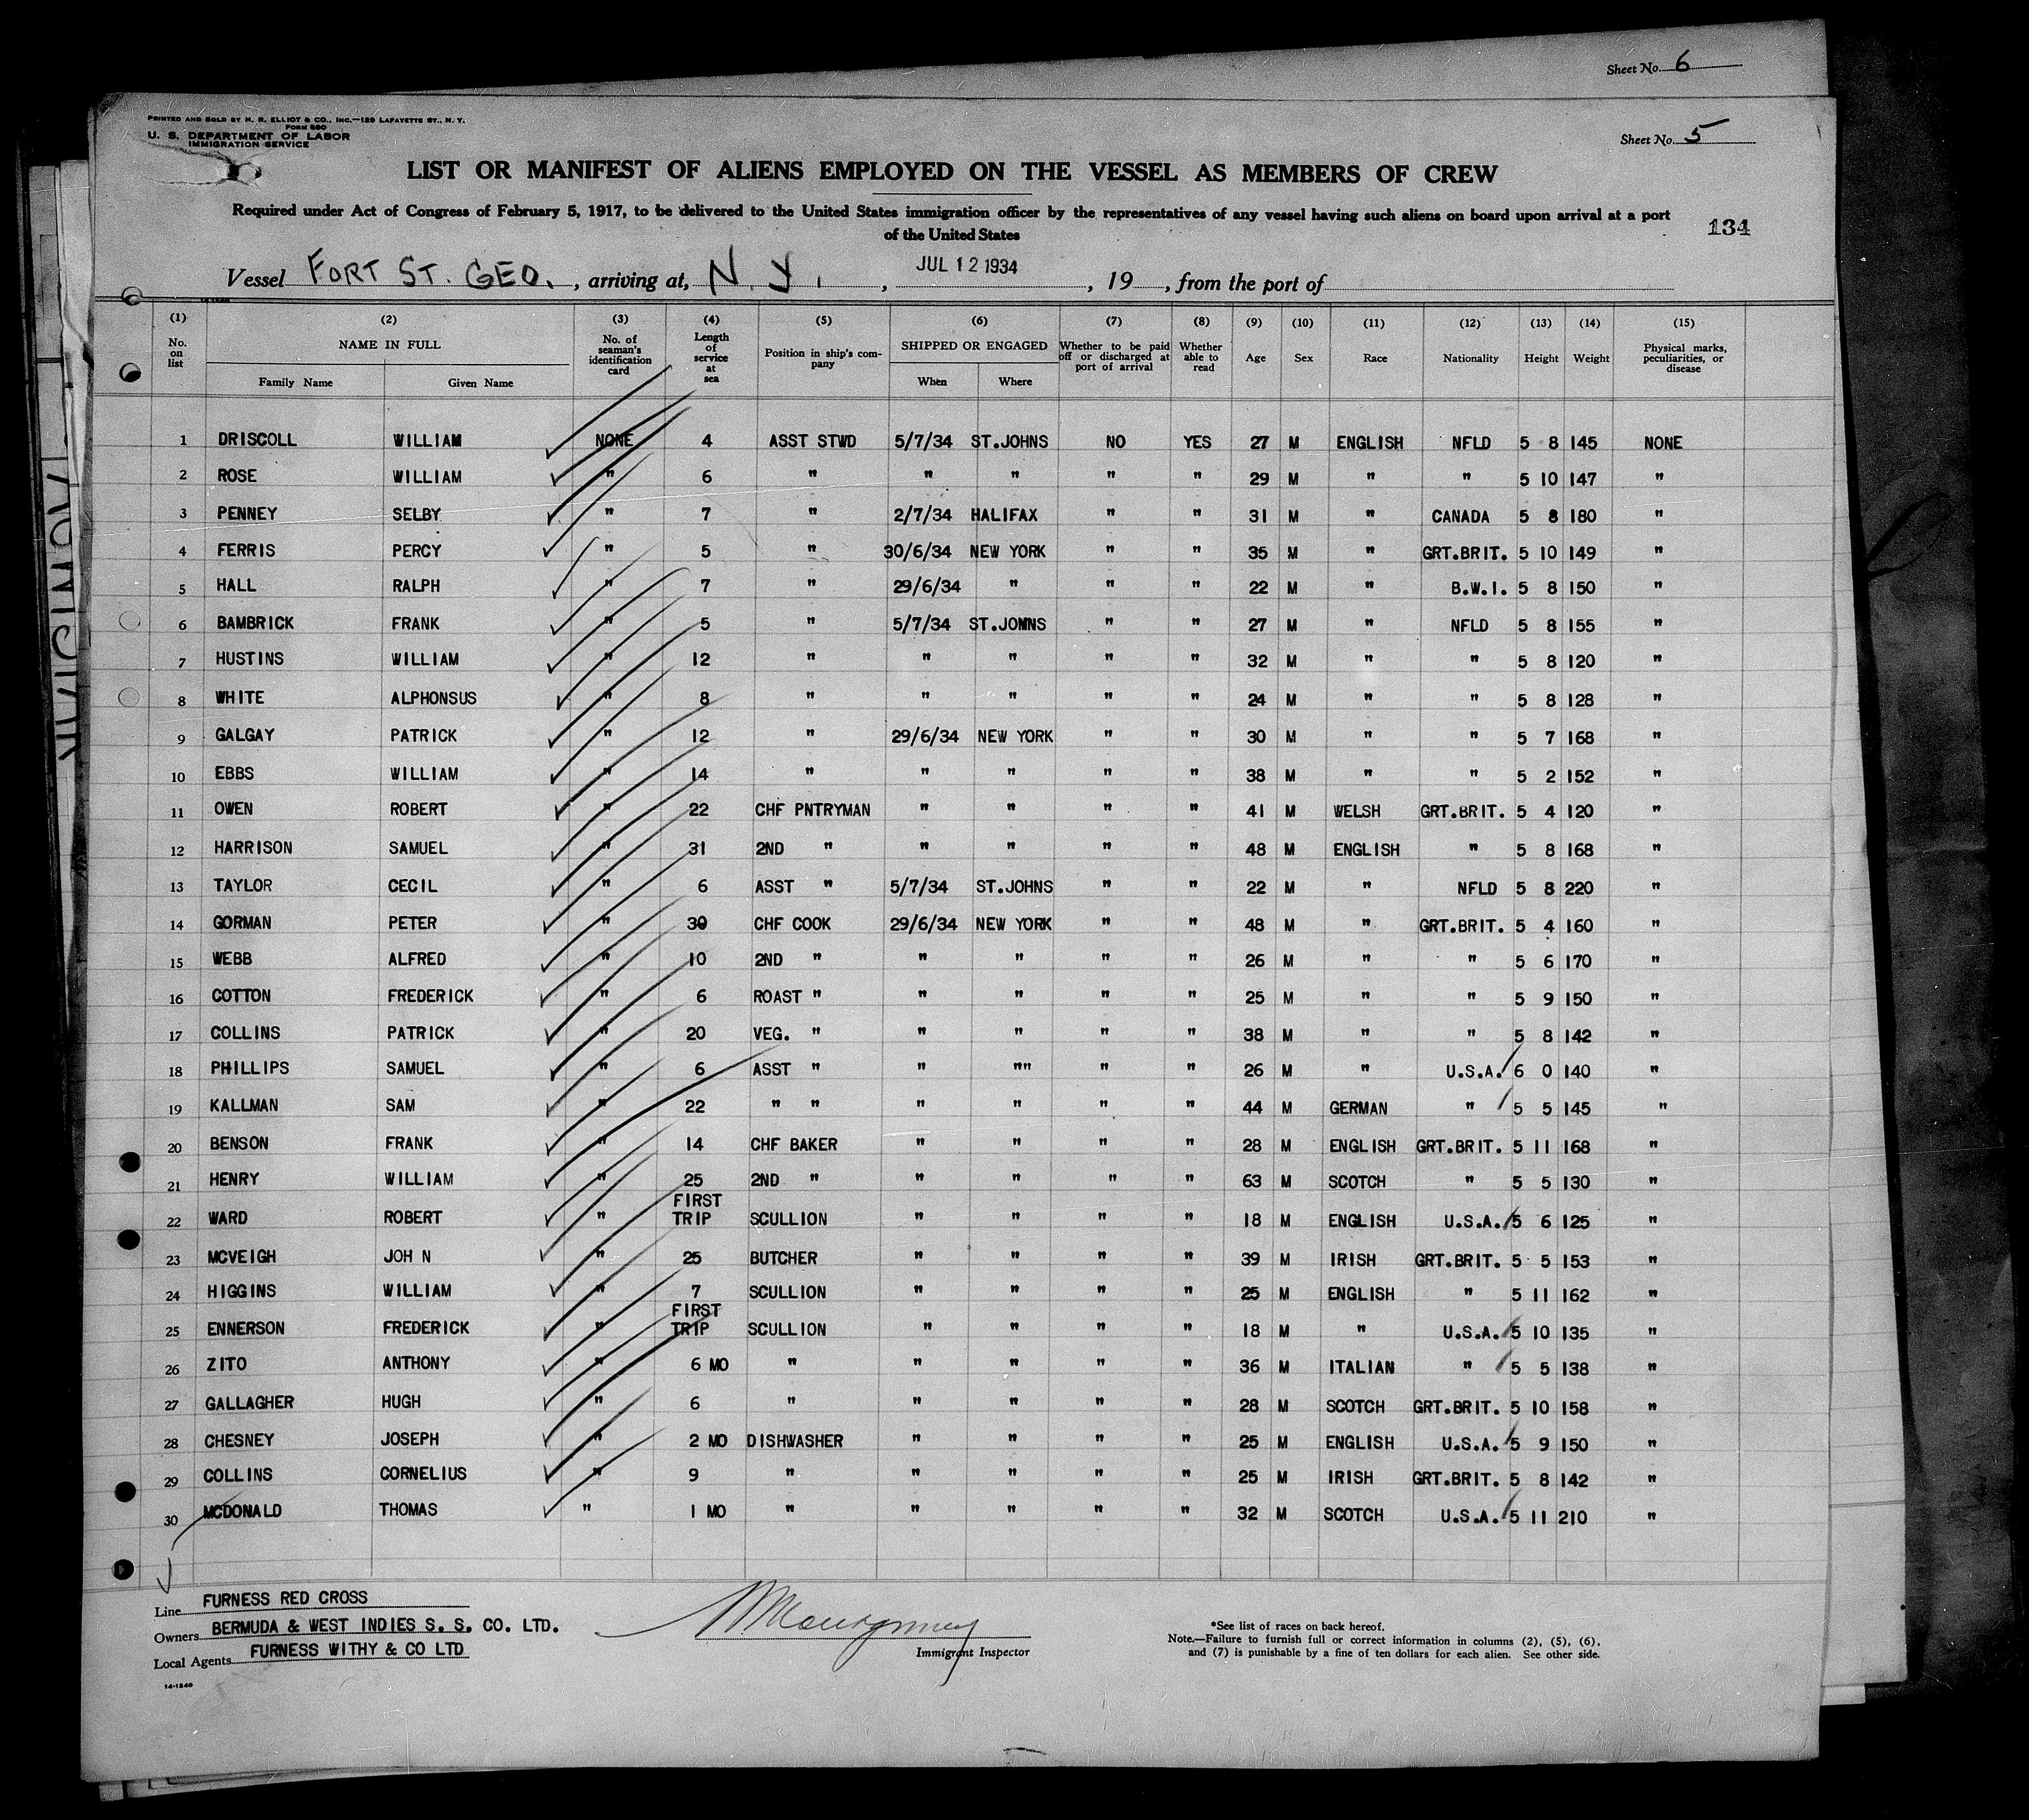 Sheet No. 6
PRINTED AND SOLD BY H. R. ELLIOT & CO., INC.—129 LAFAYETTE ST., N. Y.
FORM 680
U. S. DEPARTMENT OF LABOR
IMMIGRATION SERVICE
Sheet No. 5
LIST OR MANIFEST OF ALIENS EMPLOYED ON THE VESSEL AS MEMBERS OF CREW
Required under Act of Congress of February 5, 1917, to be delivered to the United States immigration officer by the representatives of any vessel having such aliens on board upon arrival at a port
of the United States
134
Vessel FORT ST. GEO. , arriving at, N. Y. , JUL 12 1934 , 19 , from the port of
(1) (2) (3) (4) (5) (6) (7) (8) (9) (10) (11) (12) (13) (14) (15)
No. on list NAME IN FULL Family Name Given Name No. of seaman's identification card Length of service at sea Position in ship's company SHIPPED OR ENGAGED When Where Whether to be paid off or discharged at port of arrival Whether able to read Age Sex Race Nationality Height Weight Physical marks, peculiarities, or disease
1 DRISCOLL WILLIAM NONE 4 ASST STWD 5/7/34 ST.JOHNS NO YES 27 M ENGLISH NFLD 5 8 145 NONE
2 ROSE WILLIAM " 6 " " " " " 29 M " " 5 10 147 "
3 PENNEY SELBY " 7 " 2/7/34 HALIFAX " " 31 M " CANADA 5 8 180 "
4 FERRIS PERCY " 5 " 30/6/34 NEW YORK " " 35 M " GRT.BRIT. 5 10 149 "
5 HALL RALPH " 7 " 29/6/34 " " " 22 M " B.W.I. 5 8 150 "
6 BAMBRICK FRANK " 5 " 5/7/34 ST.JOMNS " " 27 M " NFLD 5 8 155 "
7 HUSTINS WILLIAM " 12 " " " " " 32 M " " 5 8 120 "
8 WHITE ALPHONSUS " 8 " " " " " 24 M " " 5 8 128 "
9 GALGAY PATRICK " 12 " 29/6/34 NEW YORK " " 30 M " " 5 7 168 "
10 EBBS WILLIAM " 14 " " " " " 38 M " " 5 2 152 "
11 OWEN ROBERT " 22 CHF PNTRYMAN " " " " 41 M WELSH GRT.BRIT. 5 4 120 "
12 HARRISON SAMUEL " 31 2ND " " " " " 48 M ENGLISH " 5 8 168 "
13 TAYLOR CECIL " 6 ASST " 5/7/34 ST.JOHNS " " 22 M " NFLD 5 8 220 "
14 GORMAN PETER " 30 CHF COOK 29/6/34 NEW YORK " " 48 M " GRT.BRIT. 5 4 160 "
15 WEBB ALFRED " 10 2ND " " " " " 26 M " " 5 6 170 "
16 COTTON FREDERICK " 6 ROAST " " " " " 25 M " " 5 9 150 "
17 COLLINS PATRICK " 20 VEG. " " " " " 38 M " " 5 8 142 "
18 PHILLIPS SAMUEL " 6 ASST " " "" " " 26 M " U.S.A. 6 0 140 "
19 KALLMAN SAM " 22 " " " " " " 44 M GERMAN " 5 5 145 "
20 BENSON FRANK " 14 CHF BAKER " " " " 28 M ENGLISH GRT.BRIT. 5 11 168 "
21 HENRY WILLIAM " 25 2ND " " " " " 63 M SCOTCH " 5 5 130 "
22 WARD ROBERT " FIRST TRIP SCULLION " " " " 18 M ENGLISH U.S.A. 5 6 125 "
23 MCVEIGH JOH N " 25 BUTCHER " " " " 39 M IRISH GRT.BRIT. 5 5 153 "
24 HIGGINS WILLIAM " 7 SCULLION " " " " 25 M ENGLISH " 5 11 162 "
25 ENNERSON FREDERICK " FIRST TRIP SCULLION " " " " 18 M " U.S.A. 5 10 135 "
26 ZITO ANTHONY " 6 MO " " " " " 36 M ITALIAN " 5 5 138 "
27 GALLAGHER HUGH " 6 " " " " " 28 M SCOTCH GRT.BRIT. 5 10 158 "
28 CHESNEY JOSEPH " 2 MO DISHWASHER " " " " 25 M ENGLISH U.S.A. 5 9 150 "
29 COLLINS CORNELIUS " 9 " " " " " 25 M IRISH GRT.BRIT. 5 8 142 "
30 MCDONALD THOMAS " 1 MO " " " " " 32 M SCOTCH U.S.A. 5 11 210 "
Line FURNESS RED CROSS
Owners BERMUDA & WEST INDIES S. S. CO. LTD.
Local Agents FURNESS WITHY & CO LTD
Immigrant Inspector
*See list of races on back hereof.
Note.—Failure to furnish full or correct information in columns (2), (5), (6),
and (7) is punishable by a fine of ten dollars for each alien. See other side.
14-1240